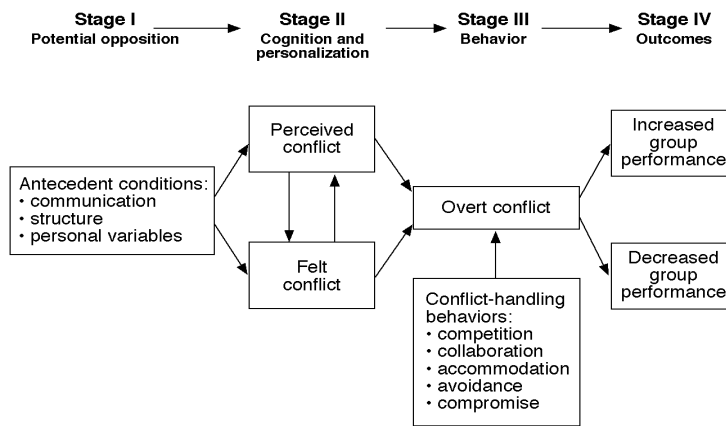 Stage I
Potential opposition
Stage II
Cognition and
personalization
Stage III
Behavior
Stage IV
Outcomes
Antecedent conditions:
• communication
• structure
• personal variables
Perceived
conflict
Felt
conflict
Overt conflict
Conflict-handling
behaviors:
• competition
• collaboration
• accommodation
• avoidance
• compromise
Increased
group
performance
Decreased
group
performance